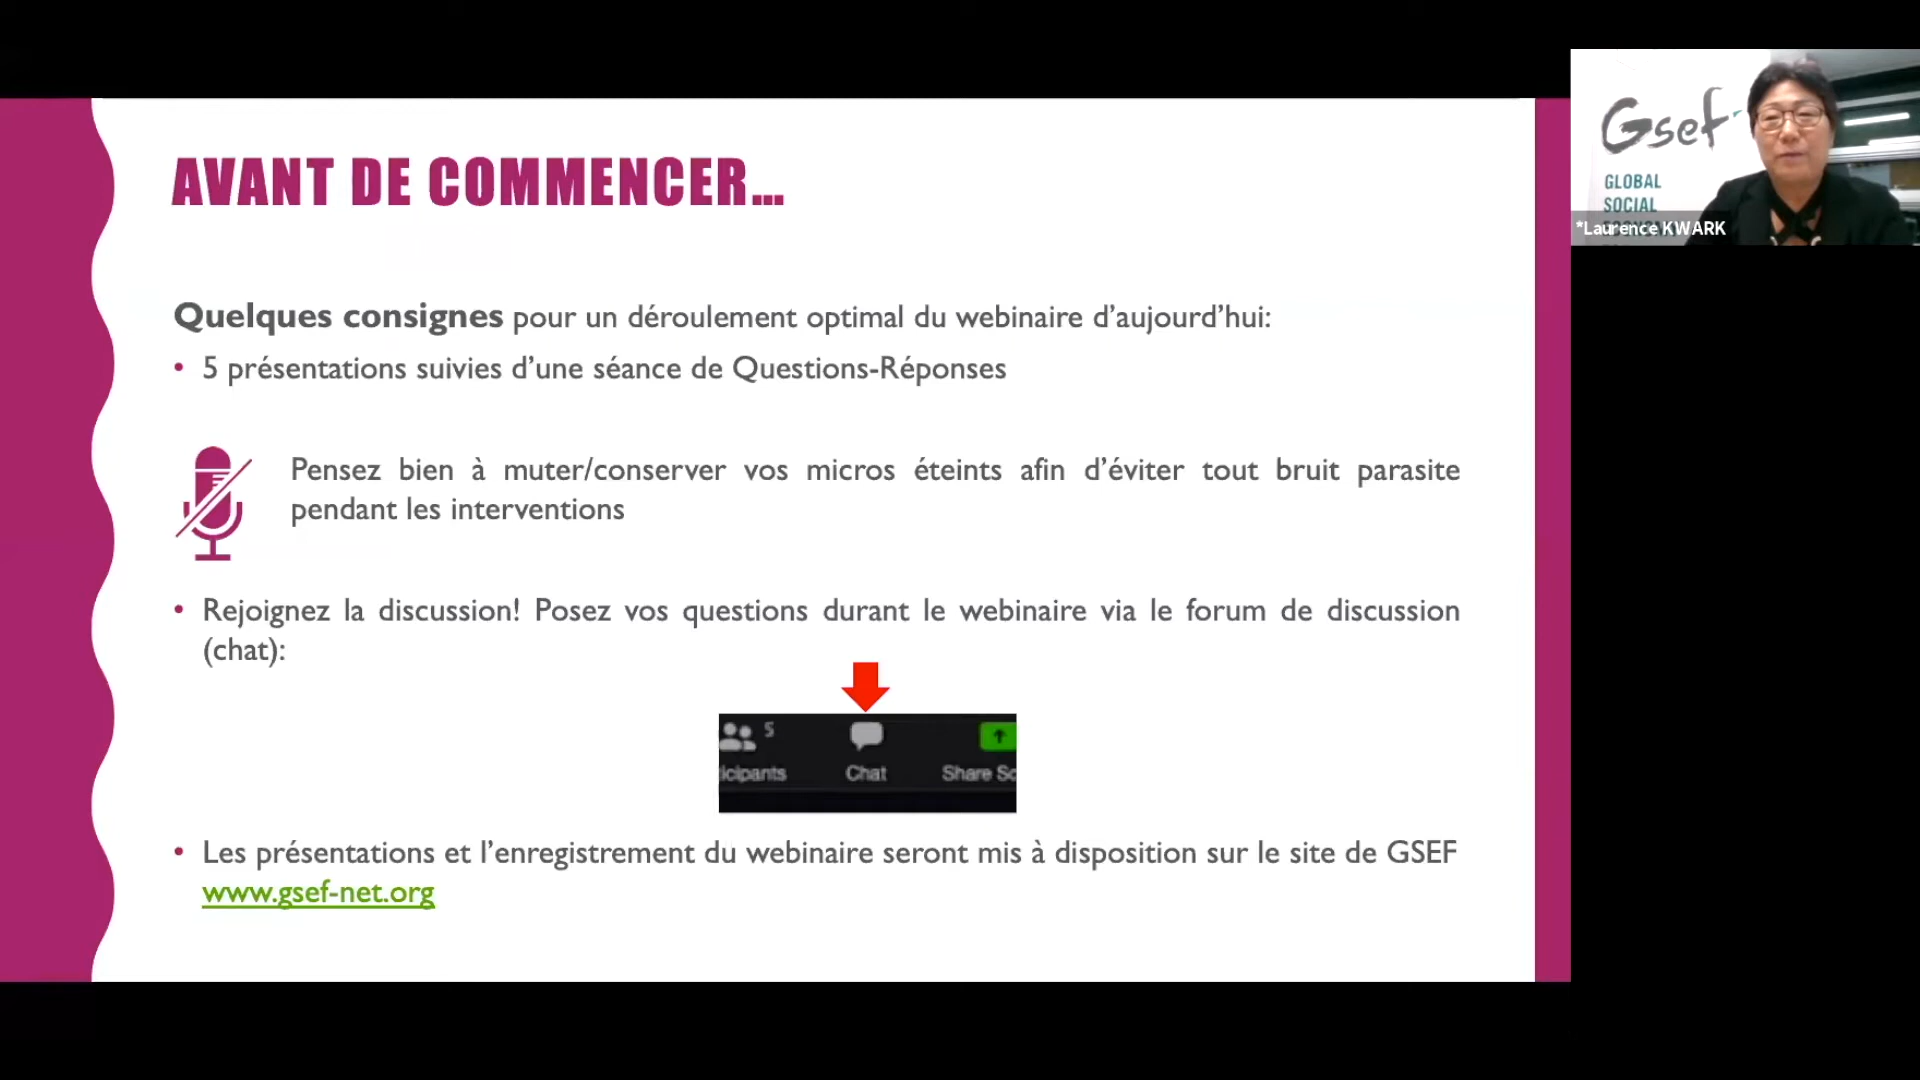 AVANT DE COMMENCER...
Quelques consignes pour un déroulement optimal du webinaire d’aujourd’hui:
• 5 présentations suivies d’une séance de Questions-Réponses
Pensez bien à muter/conserver vos micros éteints afin d’éviter tout bruit parasite
pendant les interventions
• Rejoignez la discussion! Posez vos questions durant le webinaire via le forum de discussion
(chat):
5
icipants Chat Share Sc
• Les présentations et l’enregistrement du webinaire seront mis à disposition sur le site de GSEF
www.gsef-net.org
Gsef
GLOBAL
SOCIAL
*Laurence KWARK